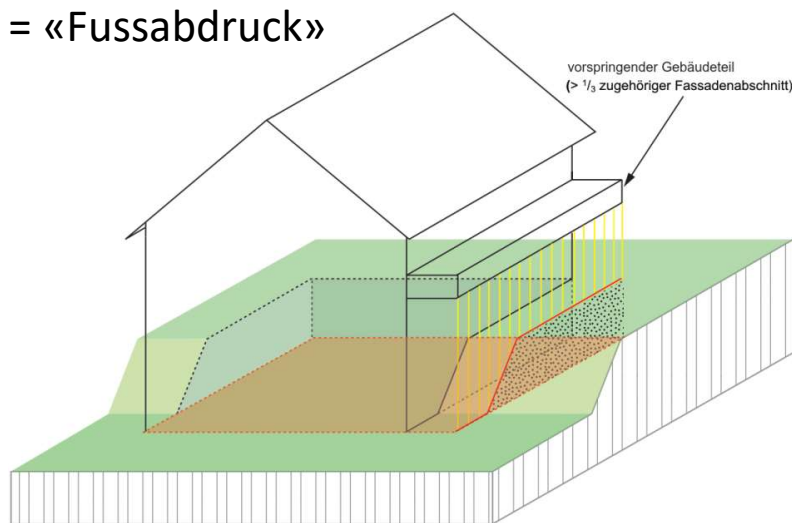 = «Fussabdruck»
vorspringender Gebäudeteil
(> 1/3 zugehöriger Fassadenabschnitt)